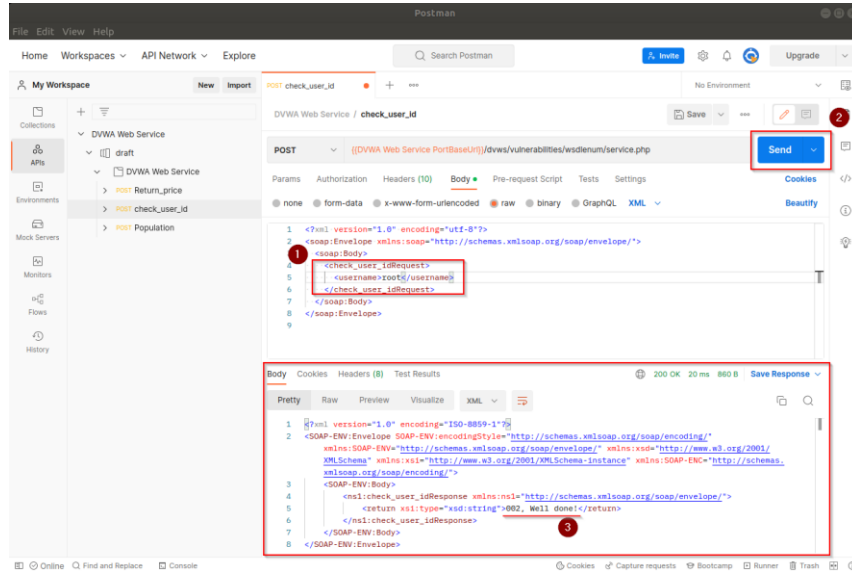 Postman
File Edit View Help
Home Workspaces API Network Explore Search Postman Invite Upgrade
My Workspace New Import POST check_user_id No Environment
DVWA Web Service / check_user_id Save
Collections
APIs
Environments
Mock Servers
Monitors
Flows
History
DVWA Web Service
draft
DVWA Web Service
POST Return_price
POST check_user_id
POST Population
2
POST {{DVWA Web Service PortBaseUrl}}/dvws/vulnerabilities/wsdlenum/service.php Send
Params Authorization Headers (10) Body Pre-request Script Tests Settings Cookies
none form-data x-www-form-urlencoded raw binary GraphQL XML Beautify
1 <?xml version="1.0" encoding="utf-8"?>
2 <soap:Envelope xmlns:soap="http://schemas.xmlsoap.org/soap/envelope/">
<soap:Body>
1
4 <check_user_idRequest>
5 <username>root</username>
6 </check_user_idRequest>
7 </soap:Body>
8 </soap:Envelope>
9
Body Cookies Headers (8) Test Results 200 OK 20 ms 860 B Save Response
Pretty Raw Preview Visualize XML
1 <?xml version="1.0" encoding="ISO-8859-1"?>
2 <SOAP-ENV:Envelope SOAP-ENV:encodingStyle="http://schemas.xmlsoap.org/soap/encoding/"
xmlns:SOAP-ENV="http://schemas.xmlsoap.org/soap/envelope/" xmlns:xsd="http://www.w3.org/2001/
XMLSchema" xmlns:xsi="http://www.w3.org/2001/XMLSchema-instance" xmlns:SOAP-ENC="http://schemas.
xmlsoap.org/soap/encoding/">
3 <SOAP-ENV:Body>
4 <ns1:check_user_idResponse xmlns:ns1="http://schemas.xmlsoap.org/soap/envelope/">
5 <return xsi:type="xsd:string">002, Well done!</return>
6 </ns1:check_user_idResponse>
3
7 </SOAP-ENV:Body>
8 </SOAP-ENV:Envelope>
Online Find and Replace Console Cookies Capture requests Bootcamp Runner Trash